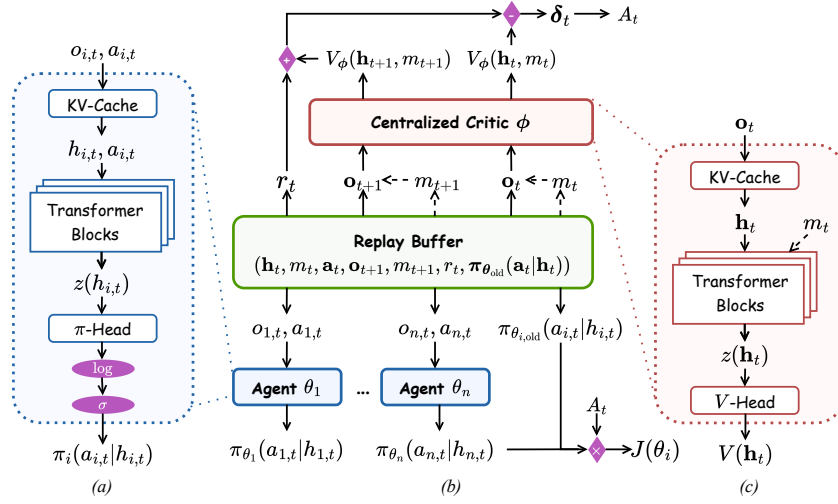 o_{i,t}, a_{i,t}
KV-Cache
h_{i,t}, a_{i,t}
Transformer
Blocks
z(h_{i,t})
π-Head
log
σ
π_i(a_{i,t}|h_{i,t})
(a)
- δ_t A_t
+ V_ϕ(𝐡_{t+1}, m_{t+1}) V_ϕ(𝐡_t, m_t)
Centralized Critic ϕ
r_t 𝐨_{t+1} m_{t+1} 𝐨_t m_t
Replay Buffer
(𝐡_t, m_t, 𝐚_t, 𝐨_{t+1}, m_{t+1}, r_t, π_{θ_old}(𝐚_t|𝐡_t))
o_{1,t}, a_{1,t} o_{n,t}, a_{n,t} π_{θ_{i,old}}(a_{i,t}|h_{i,t})
Agent θ_1 ... Agent θ_n
A_t
π_{θ_1}(a_{1,t}|h_{1,t}) π_{θ_n}(a_{n,t}|h_{n,t}) × J(θ_i)
(b)
𝐨_t
KV-Cache
𝐡_t m_t
Transformer
Blocks
z(𝐡_t)
V-Head
V(𝐡_t)
(c)